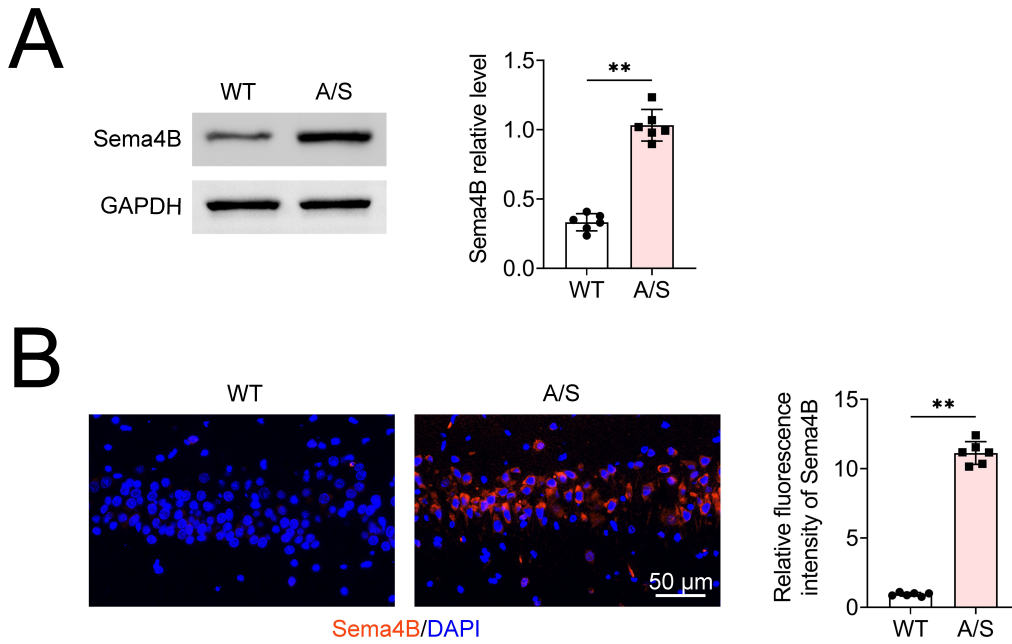 A
WT A/S
Sema4B
GAPDH
Sema4B relative level
1.5
1.0
0.5
0.0
**
WT A/S
B
WT A/S
50 μm
Sema4B/DAPI
Relative fluorescence
intensity of Sema4B
15
10
5
0
**
WT A/S